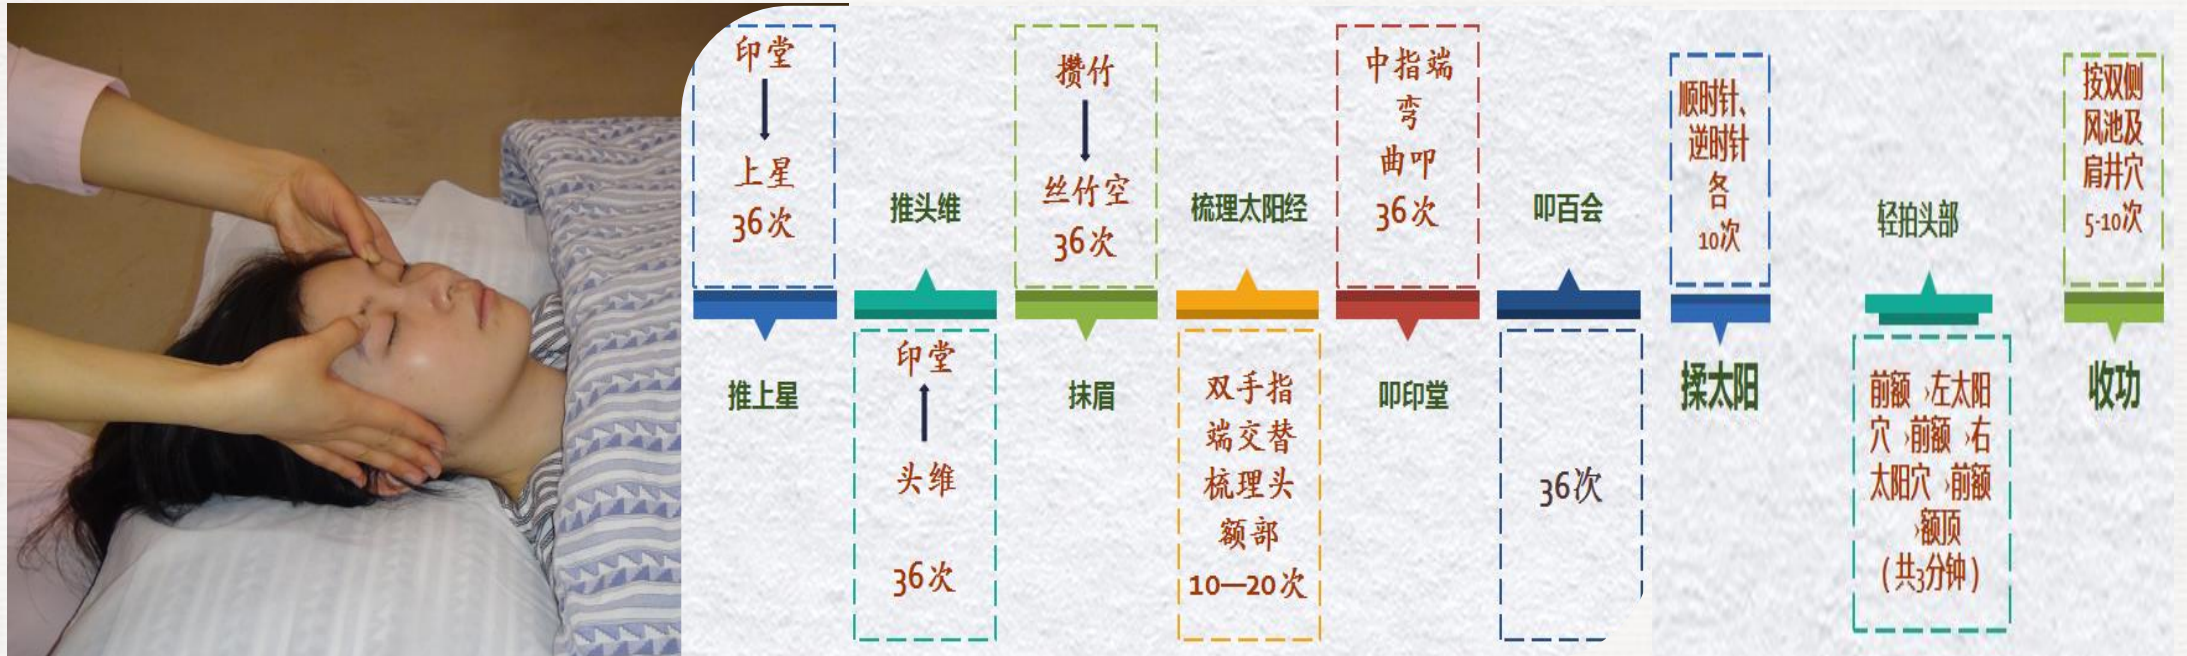 印堂
上星
36次
推上星
推头维
印堂
头维
36次
攒竹
丝竹空
36次
抹眉
梳理太阳经
双手指
端交替
梳理头
额部
10—20次
中指端
弯
曲叩
36次
叩印堂
叩百会
36次
顺时针、
逆时针
各
10次
揉太阳
轻拍头部
前额›左太阳
穴›前额›右
太阳穴›前额
›额顶
(共3分钟)
按双侧
风池及
肩井穴
5-10次
收功